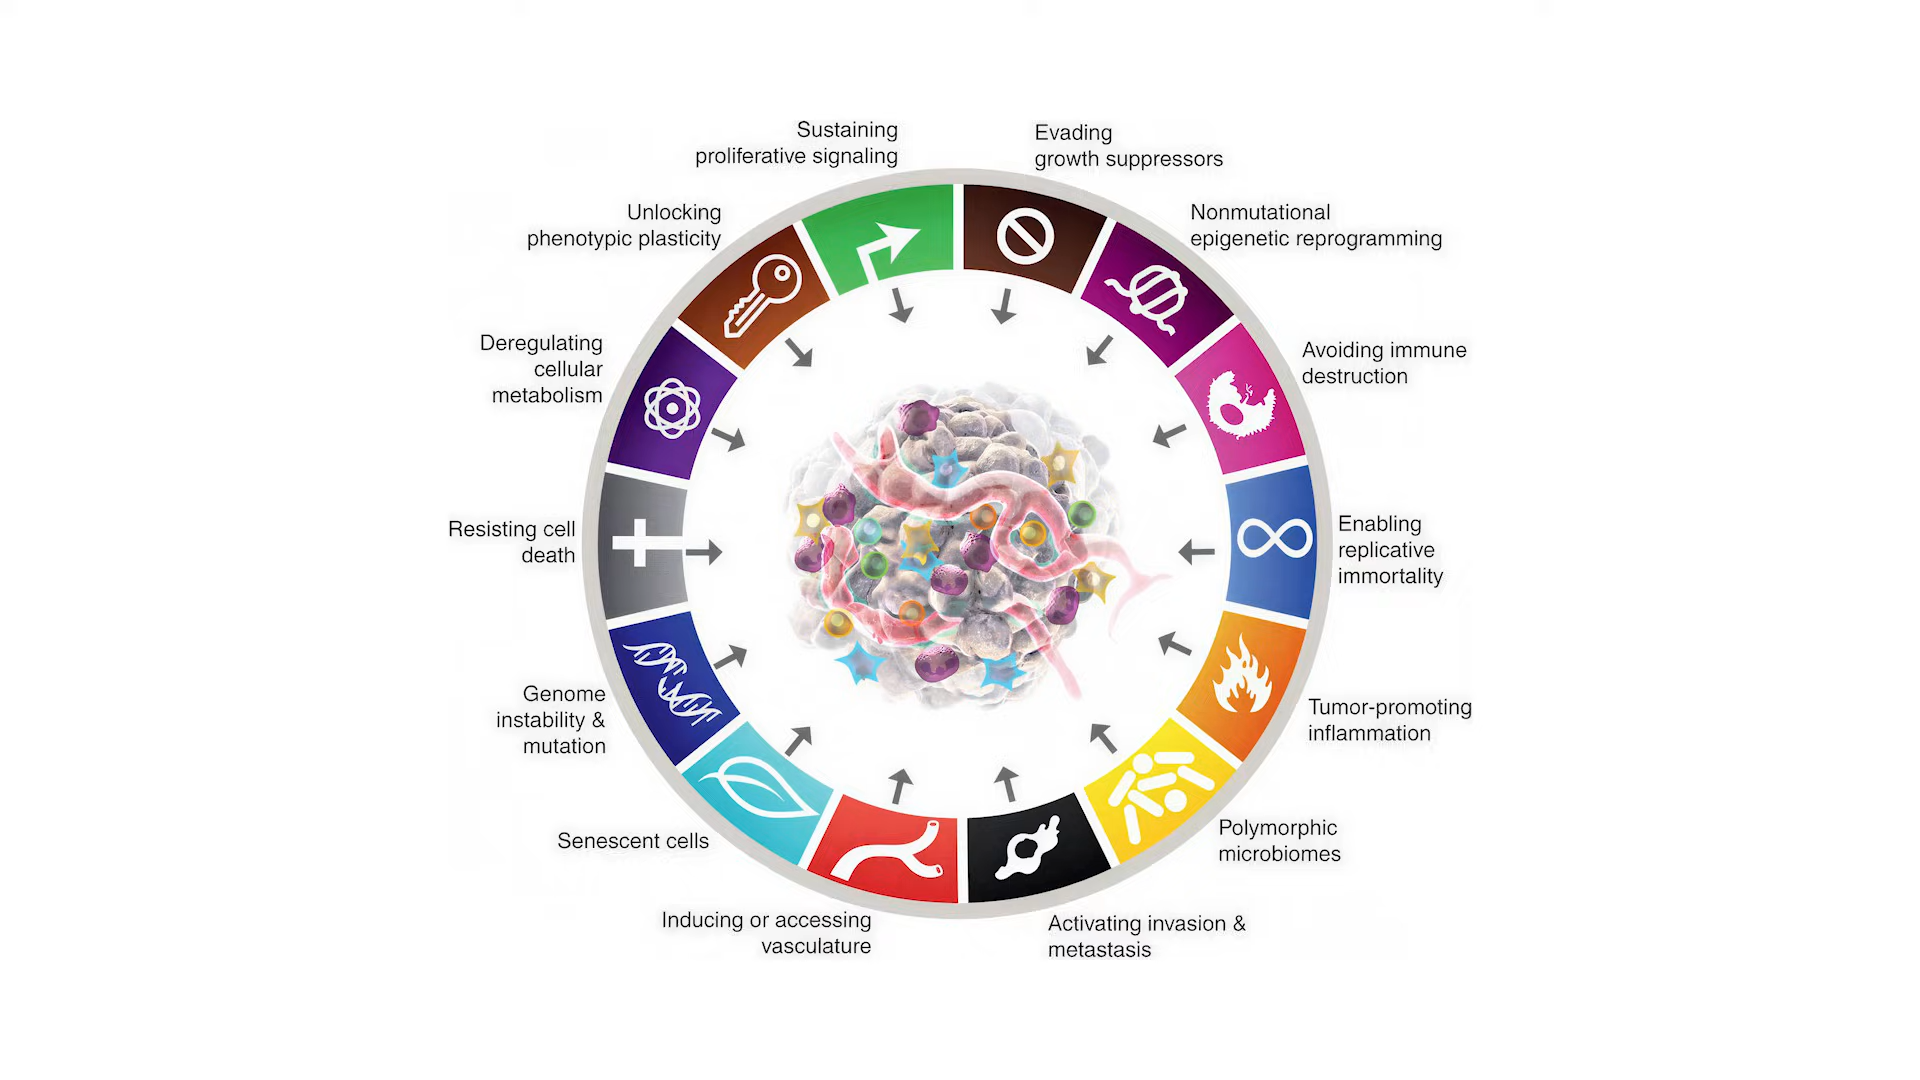 Sustaining
proliferative signaling
Evading
growth suppressors
Nonmutational
epigenetic reprogramming
Avoiding immune
destruction
Enabling
replicative
immortality
Tumor-promoting
inflammation
Polymorphic
microbiomes
Activating invasion &
metastasis
Inducing or accessing
vasculature
Senescent cells
Genome
instability &
mutation
Resisting cell
death
Deregulating
cellular
metabolism
Unlocking
phenotypic plasticity